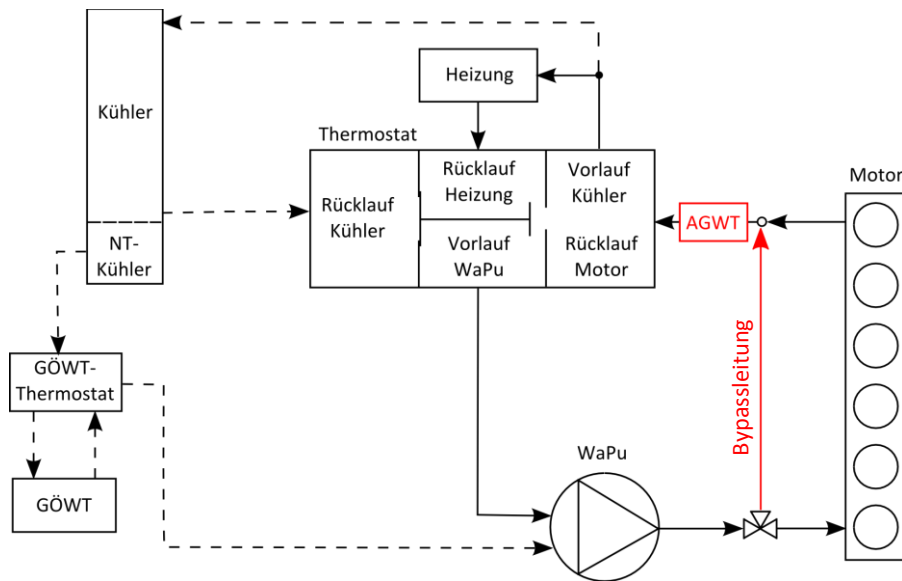 Kühler
NT-
Kühler
GÖWT-
Thermostat
GÖWT
Heizung
Thermostat
Rücklauf
Kühler
Rücklauf
Heizung
Vorlauf
WaPu
Vorlauf
Kühler
Rücklauf
Motor
AGWT
Bypassleitung
WaPu
Motor